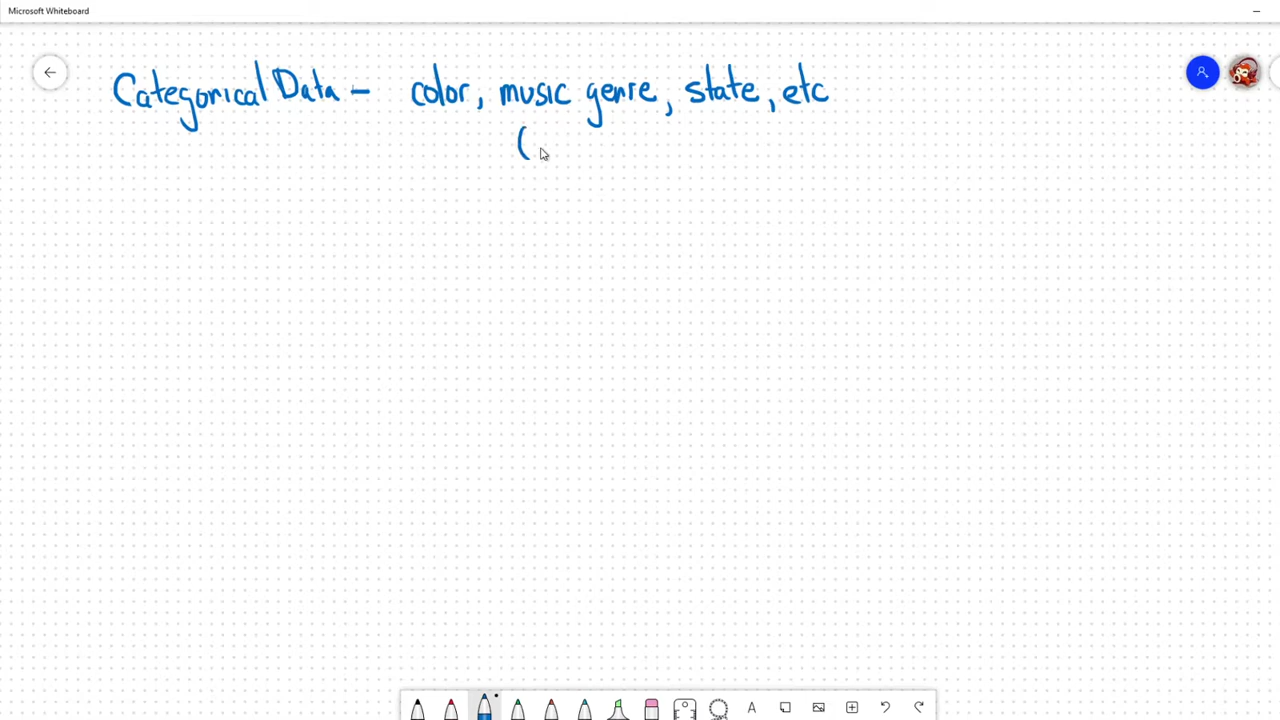 Microsoft Whiteboard
Categorical Data – color, music genre, state, etc
(